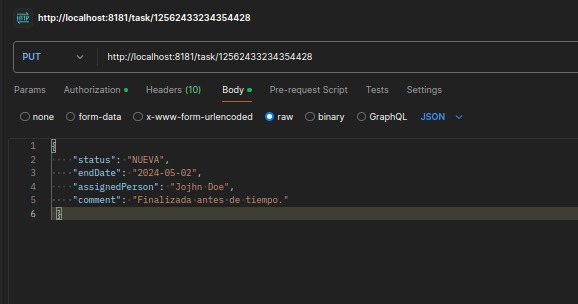 HTTP http://localhost:8181/task/12562433234354428
PUT http://localhost:8181/task/12562433234354428
Params Authorization Headers (10) Body Pre-request Script Tests Settings
none form-data x-www-form-urlencoded raw binary GraphQL JSON
1 {
2 "status": "NUEVA",
3 "endDate": "2024-05-02",
4 "assignedPerson": "Jojhn Doe",
5 "comment": "Finalizada antes de tiempo."
6 }